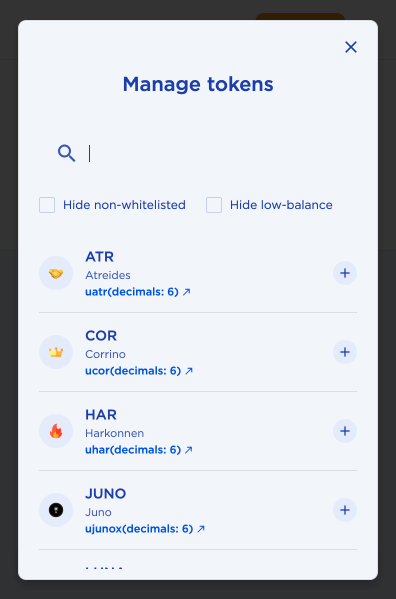 Manage tokens
Hide non-whitelisted
Hide low-balance
ATR
Atreides
uatr(decimals: 6) ↗
COR
Corrino
ucor(decimals: 6) ↗
HAR
Harkonnen
uhar(decimals: 6) ↗
JUNO
Juno
ujunox(decimals: 6) ↗